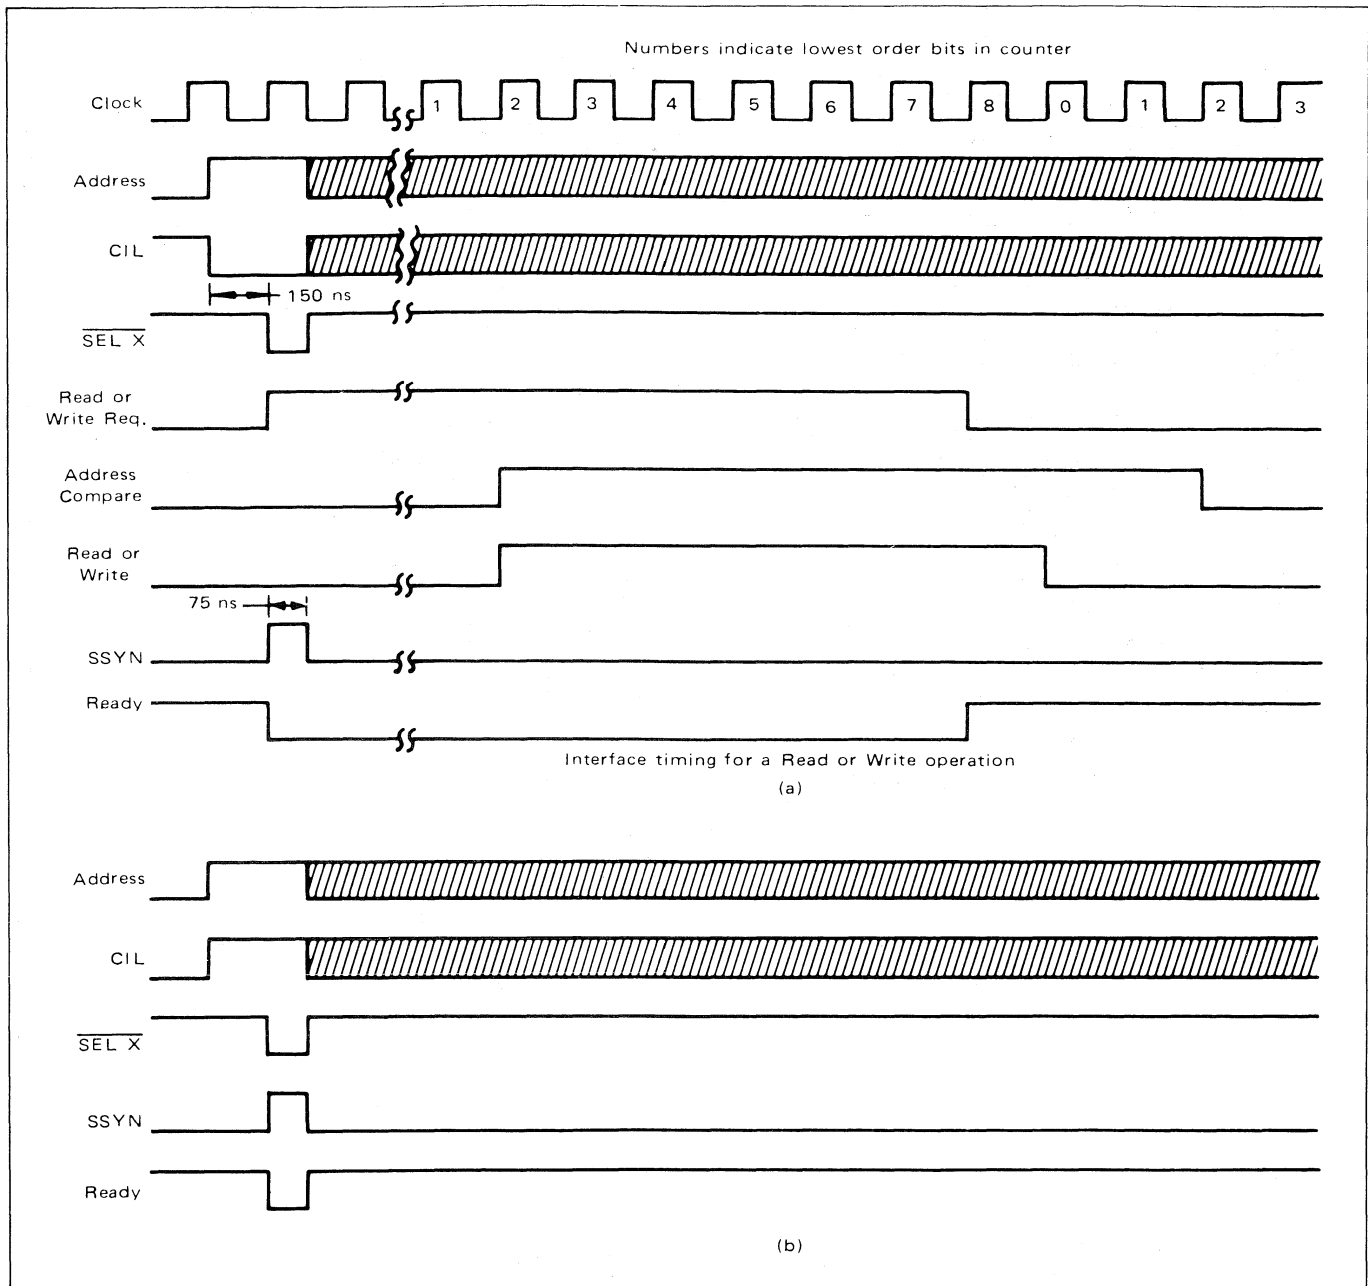 Numbers indicate lowest order bits in counter
Clock
1 2 3 4 5 6 7 8 0 1 2 3
Address
CIL
150 ns
SEL X
Read or
Write Req.
Address
Compare
Read or
Write
75 ns
SSYN
Ready
Interface timing for a Read or Write operation
(a)
Address
CIL
SEL X
SSYN
Ready
(b)